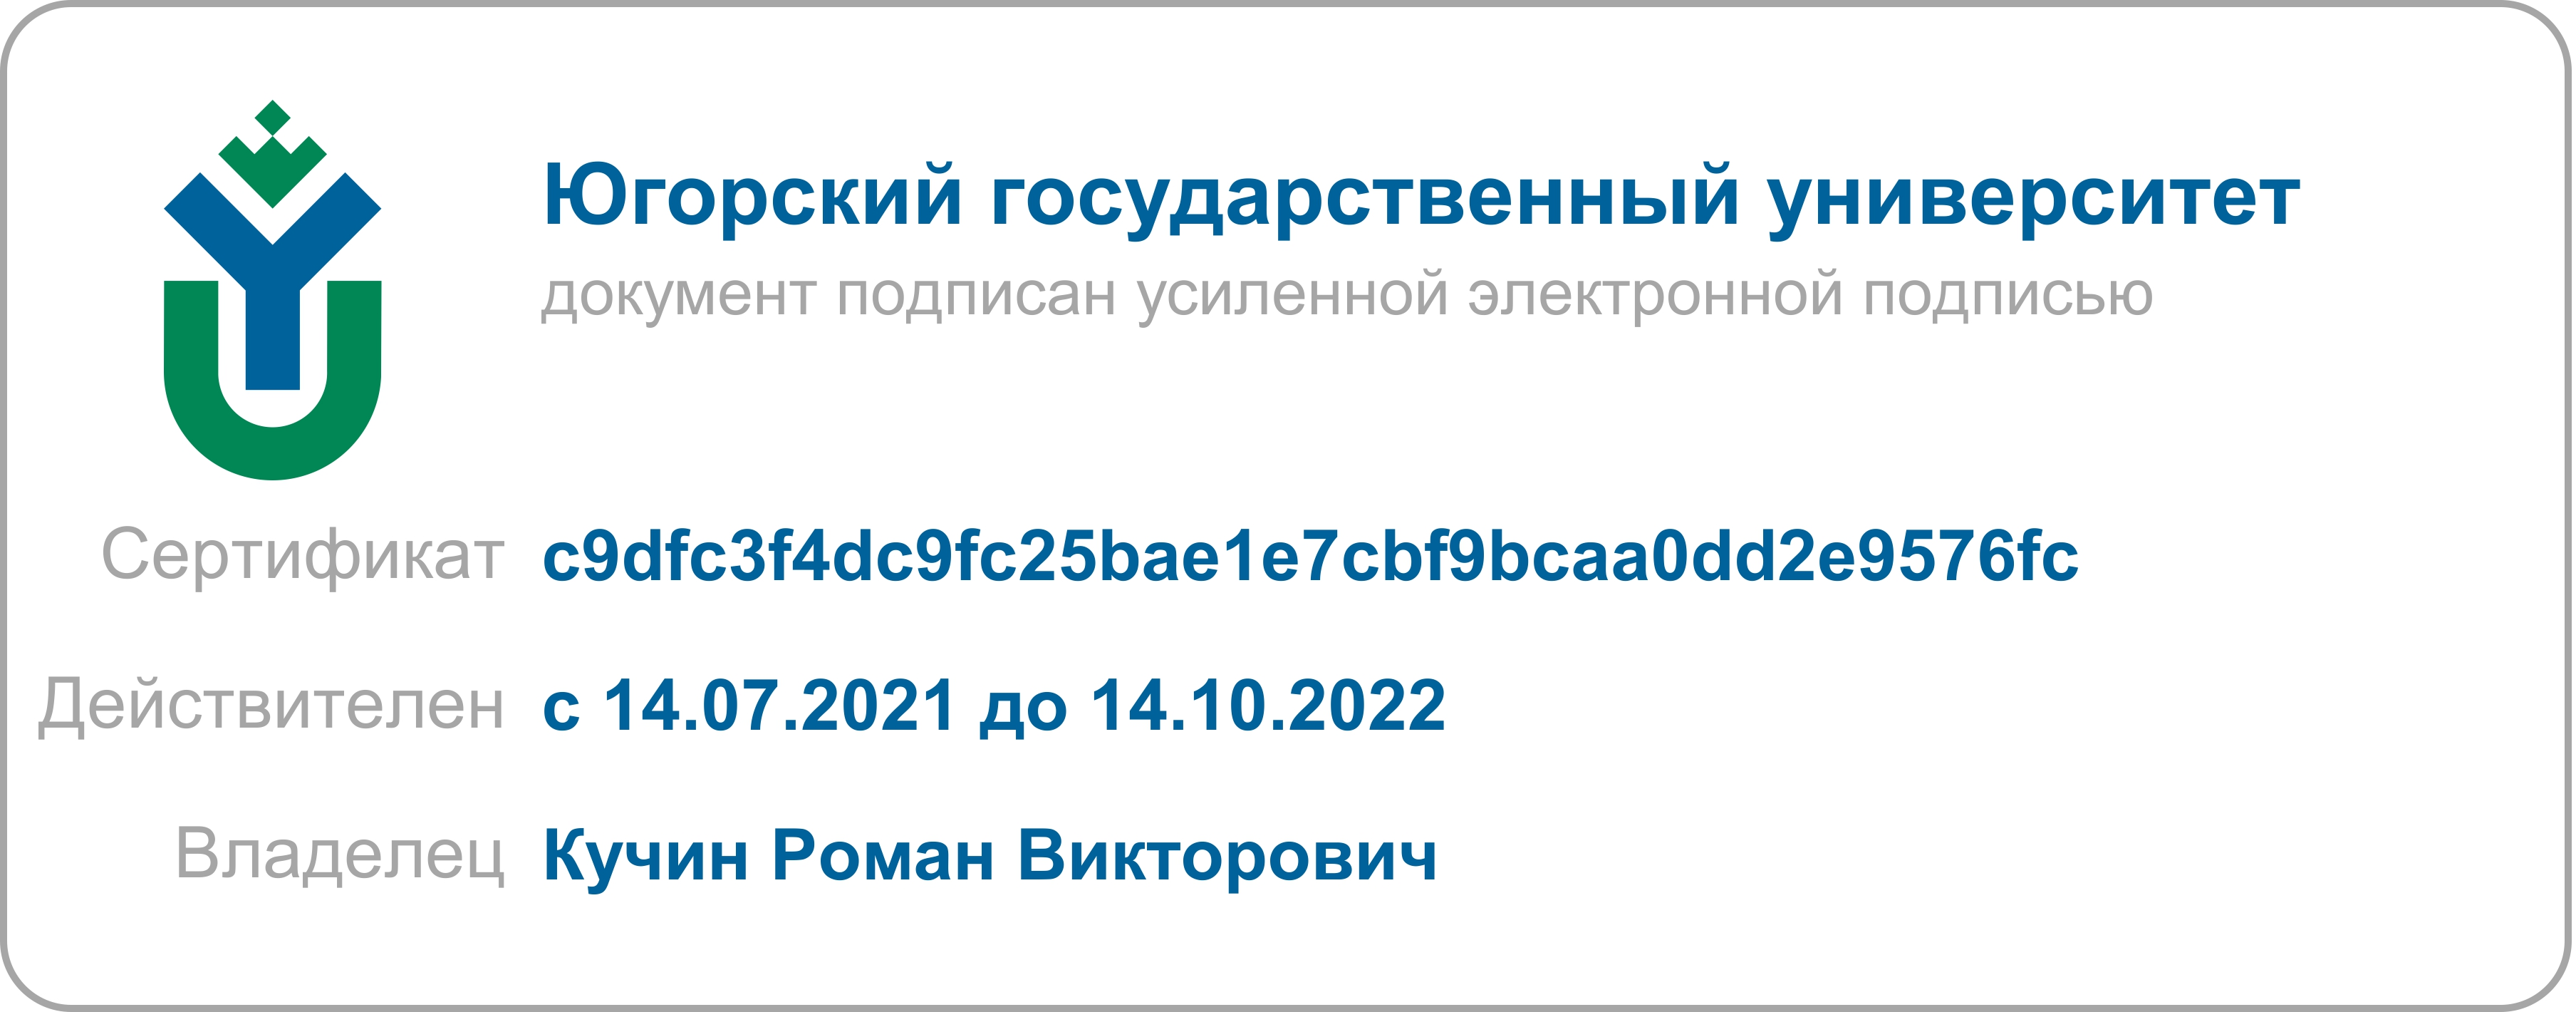 Югорский государственный университет
документ подписан усиленной электронной подписью
Сертификат c9dfc3f4dc9fc25bae1e7cbf9bcaa0dd2e9576fc
Действителен с 14.07.2021 до 14.10.2022
Владелец Кучин Роман Викторович